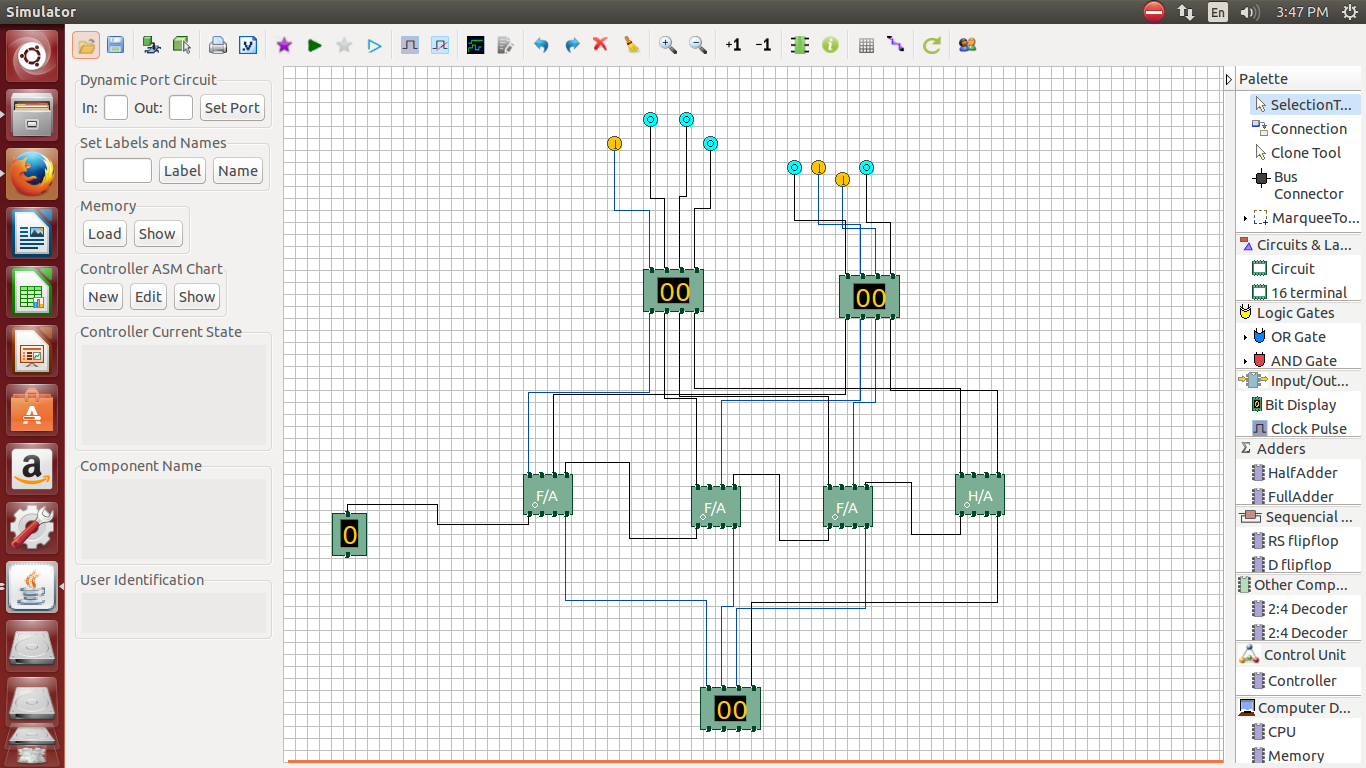 Simulator
En
3:47 PM
+1
-1
Dynamic Port Circuit
In:
Out:
Set Port
Set Labels and Names
Label
Name
Memory
Load
Show
Controller ASM Chart
New
Edit
Show
Controller Current State
Component Name
User Identification
00
00
F/A
F/A
F/A
H/A
0
00
Palette
SelectionT...
Connection
Clone Tool
Bus
Connector
MarqueeTo...
Circuits & La...
Circuit
16 terminal
Logic Gates
OR Gate
AND Gate
Input/Out...
Bit Display
Clock Pulse
Adders
HalfAdder
FullAdder
Sequencial ...
RS flipflop
D flipflop
Other Comp...
2:4 Decoder
2:4 Decoder
Control Unit
Controller
Computer D...
CPU
Memory